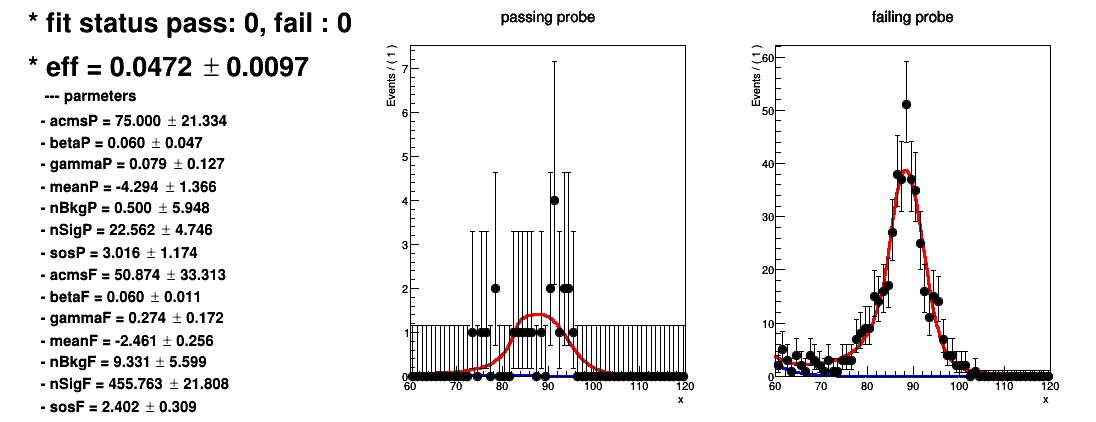 * fit status pass: 0, fail : 0
* eff = 0.0472 ± 0.0097
--- parmeters
- acmsP = 75.000 ± 21.334
- betaP = 0.060 ± 0.047
- gammaP = 0.079 ± 0.127
- meanP = -4.294 ± 1.366
- nBkgP = 0.500 ± 5.948
- nSigP = 22.562 ± 4.746
- sosP = 3.016 ± 1.174
- acmsF = 50.874 ± 33.313
- betaF = 0.060 ± 0.011
- gammaF = 0.274 ± 0.172
- meanF = -2.461 ± 0.256
- nBkgF = 9.331 ± 5.599
- nSigF = 455.763 ± 21.808
- sosF = 2.402 ± 0.309
passing probe
Events / ( 1 )
7
6
5
4
3
2
1
0
60 70 80 90 100 110 120
x
failing probe
Events / ( 1 )
60
50
40
30
20
10
0
60 70 80 90 100 110 120
x